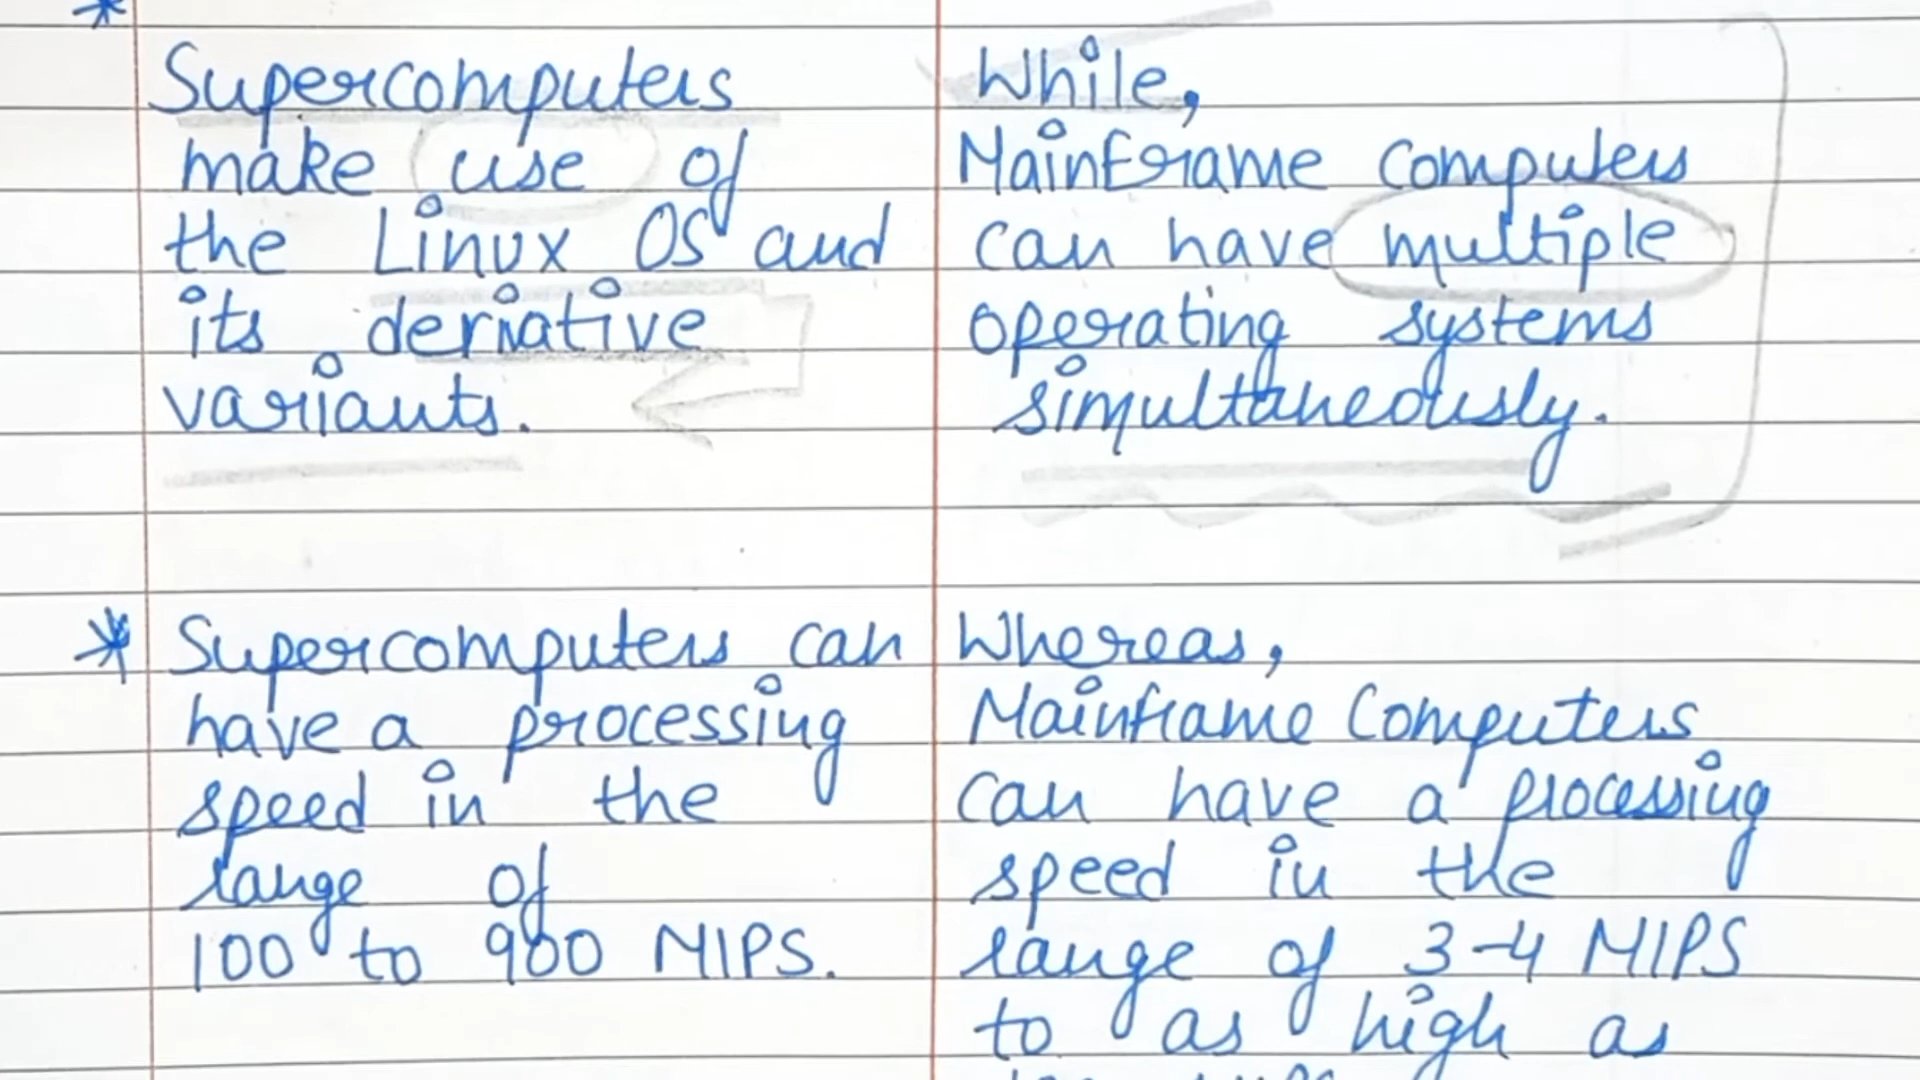 Supercomputers
make use of
the Linux OS and
its derivative
variants.
While,
Mainframe Computers
can have multiple
operating systems
simultaneously.
* Supercomputers can
have a processing
speed in the
range of
100 to 900 MIPS.
Whereas,
Mainframe Computers
can have a processing
speed in the
range of 3-4 MIPS
to as high as